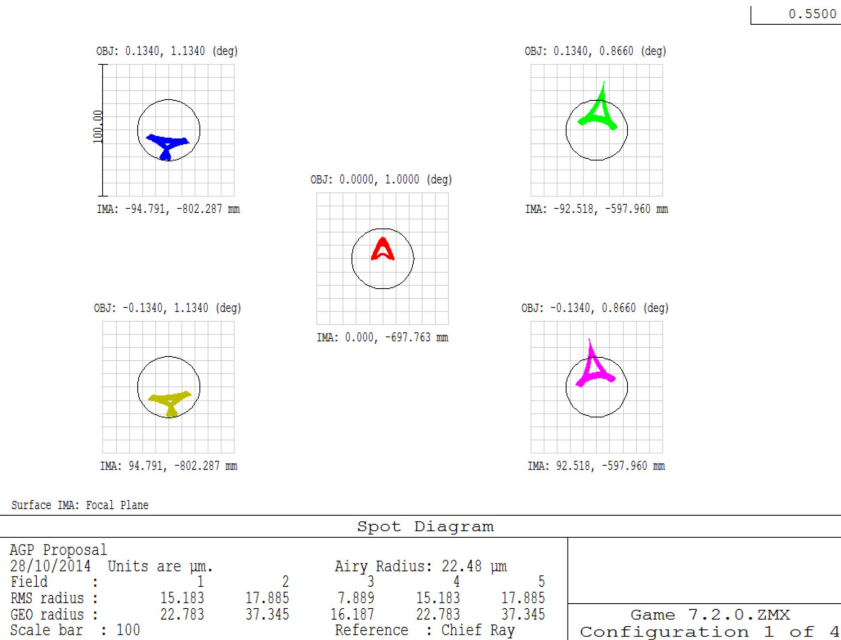 0.5500
OBJ: 0.1340, 1.1340 (deg)
OBJ: 0.1340, 0.8660 (deg)
100.00
IMA: -94.791, -802.287 mm
IMA: -92.518, -597.960 mm
OBJ: 0.0000, 1.0000 (deg)
IMA: 0.000, -697.763 mm
OBJ: -0.1340, 1.1340 (deg)
OBJ: -0.1340, 0.8660 (deg)
IMA: 94.791, -802.287 mm
IMA: 92.518, -597.960 mm
Surface IMA: Focal Plane
Spot Diagram
AGP Proposal
28/10/2014 Units are µm. Airy Radius: 22.48 µm
Field : 1 2 3 4 5
RMS radius : 15.183 17.885 7.889 15.183 17.885
GEO radius : 22.783 37.345 16.187 22.783 37.345
Scale bar : 100 Reference : Chief Ray
Game 7.2.0.ZMX
Configuration 1 of 4